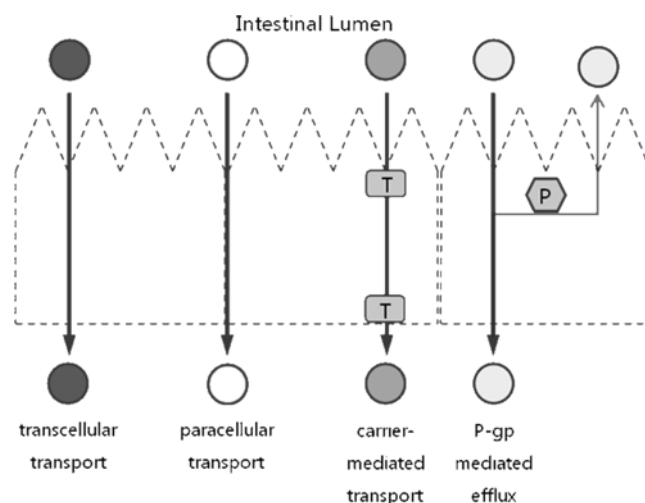 Intestinal Lumen
T
P
T
transcellular
transport
paracellular
transport
carrier-
mediated
transport
P-gp
mediated
efflux